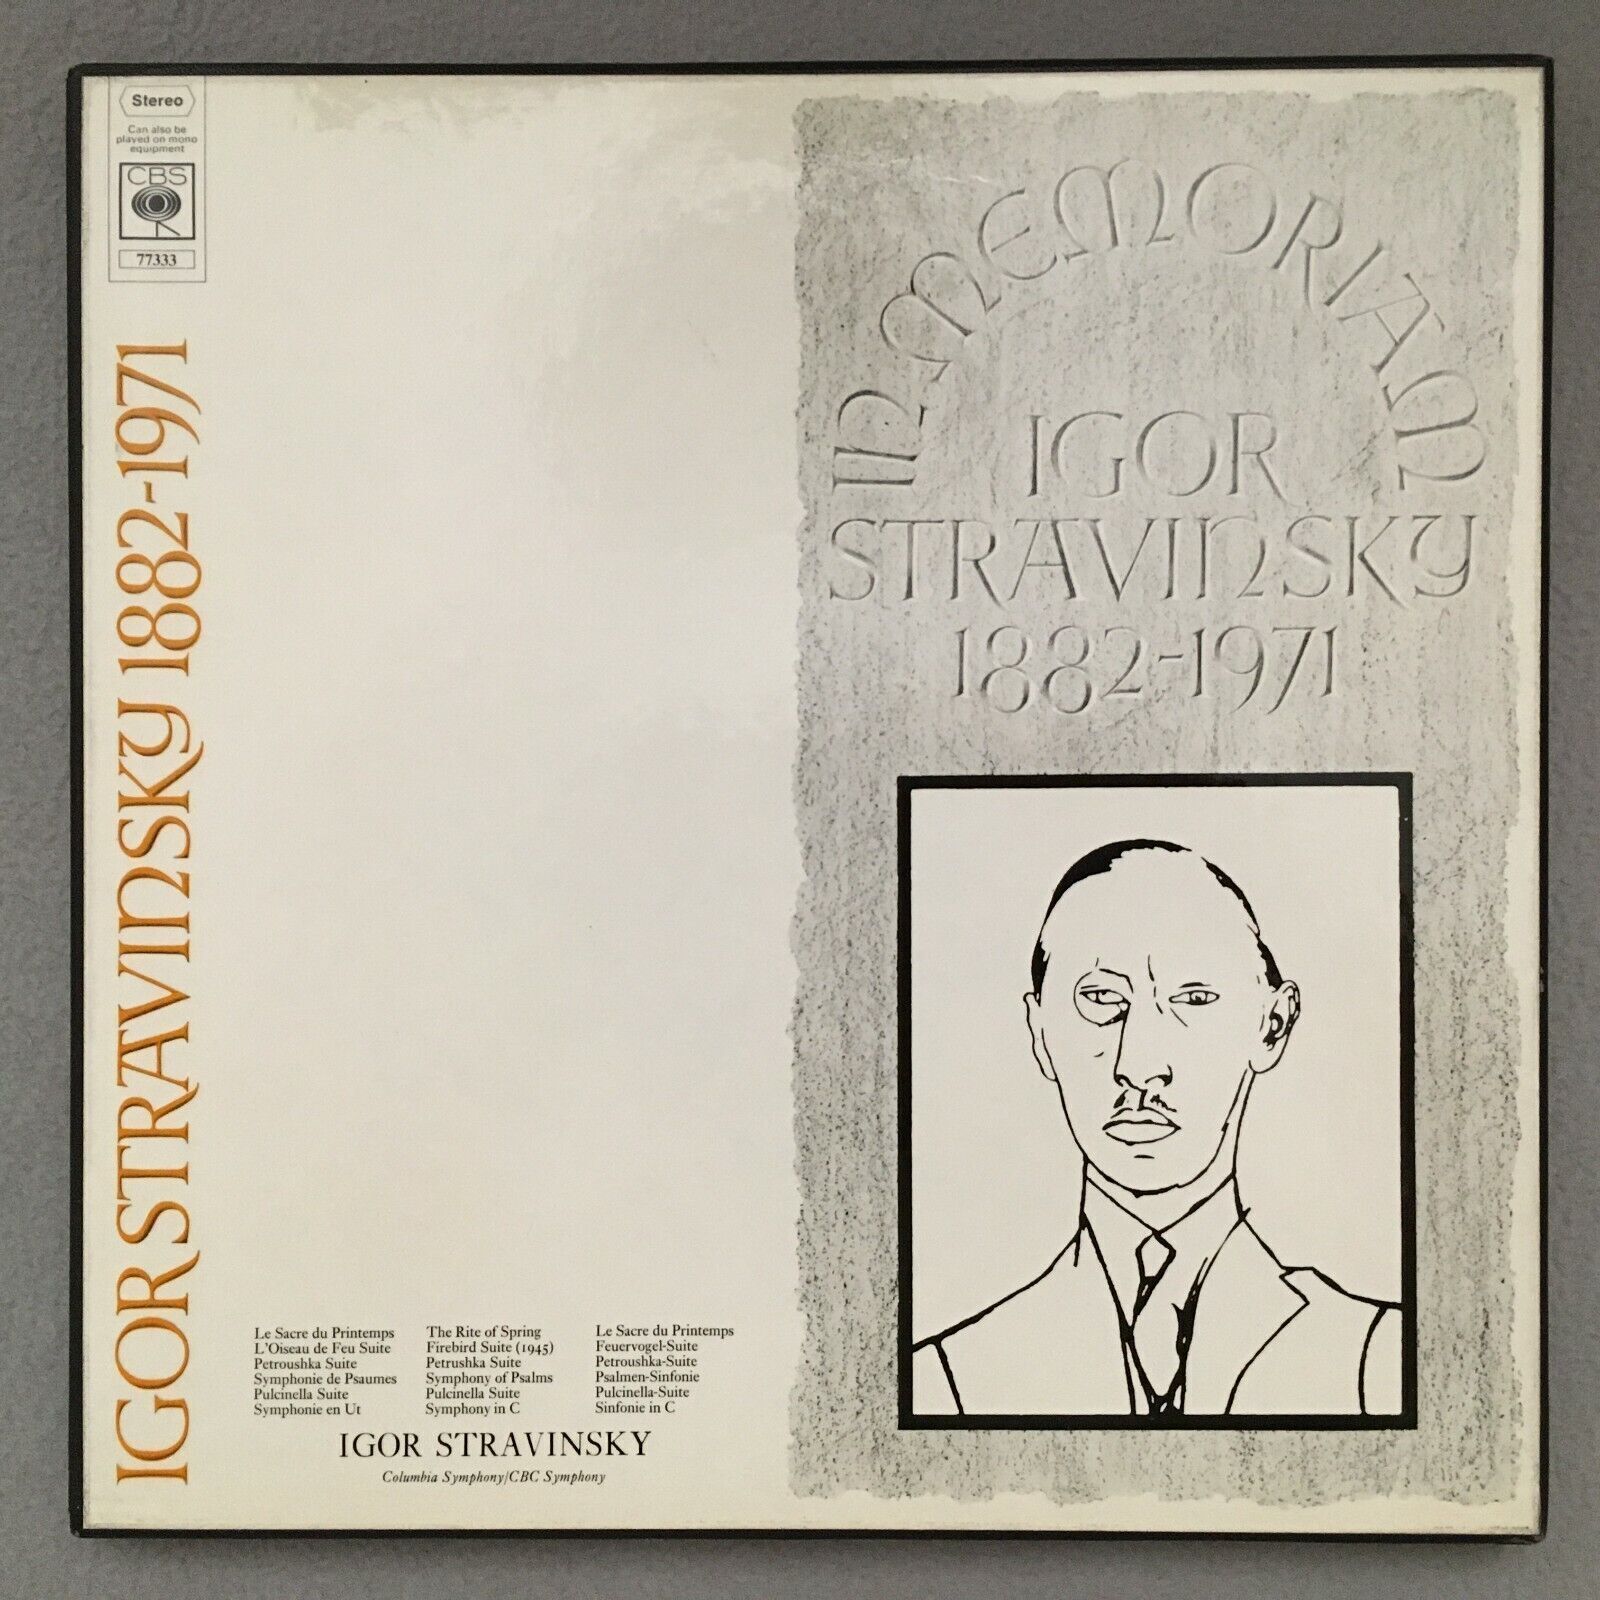 Stereo
Can also be
played on mono
equipment
CBS
77333
IGOR STRAVINSKY 1882-1971
IN MEMORIAM
IGOR
STRAVINSKY
1882-1971
Le Sacre du Printemps
L'Oiseau de Feu Suite
Petroushka Suite
Symphonie de Psaumes
Pulcinella Suite
Symphonie en Ut
The Rite of Spring
Firebird Suite (1945)
Petrushka Suite
Symphony of Psalms
Pulcinella Suite
Symphony in C
Le Sacre du Printemps
Feuervogel-Suite
Petroushka-Suite
Psalmen-Sinfonie
Pulcinella-Suite
Sinfonie in C
IGOR STRAVINSKY
Columbia Symphony/CBC Symphony